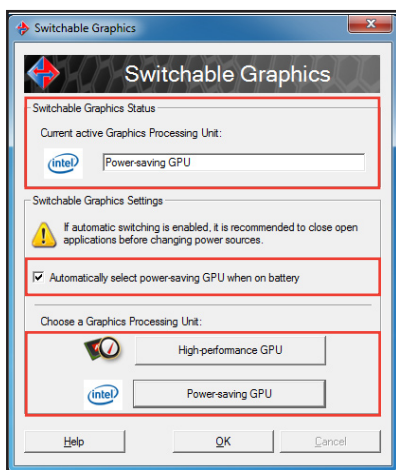 Switchable Graphics
Switchable Graphics
Switchable Graphics Status
Current active Graphics Processing Unit:
intel
Power-saving GPU
Switchable Graphics Settings
If automatic switching is enabled, it is recommended to close open
applications before changing power sources.
Automatically select power-saving GPU when on battery
Choose a Graphics Processing Unit:
High-performance GPU
intel
Power-saving GPU
Help
OK
Cancel